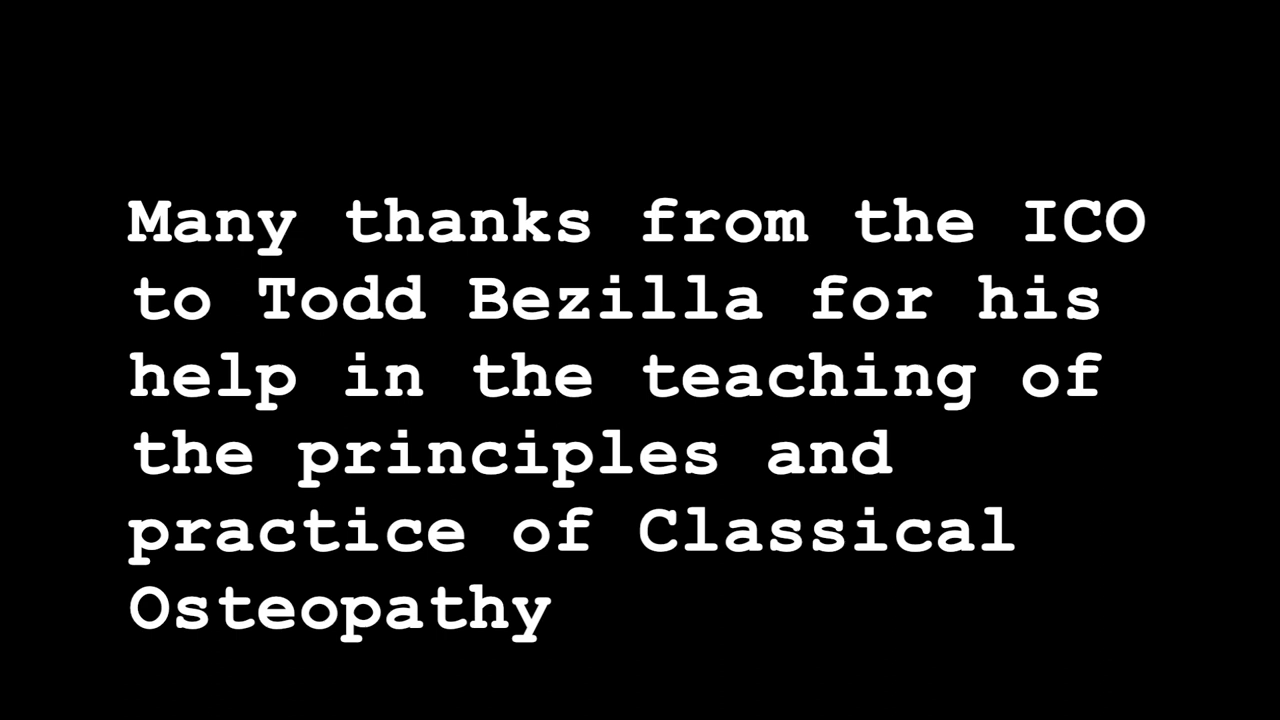 Many thanks from the ICO
to Todd Bezilla for his
help in the teaching of
the principles and
practice of Classical
Osteopathy